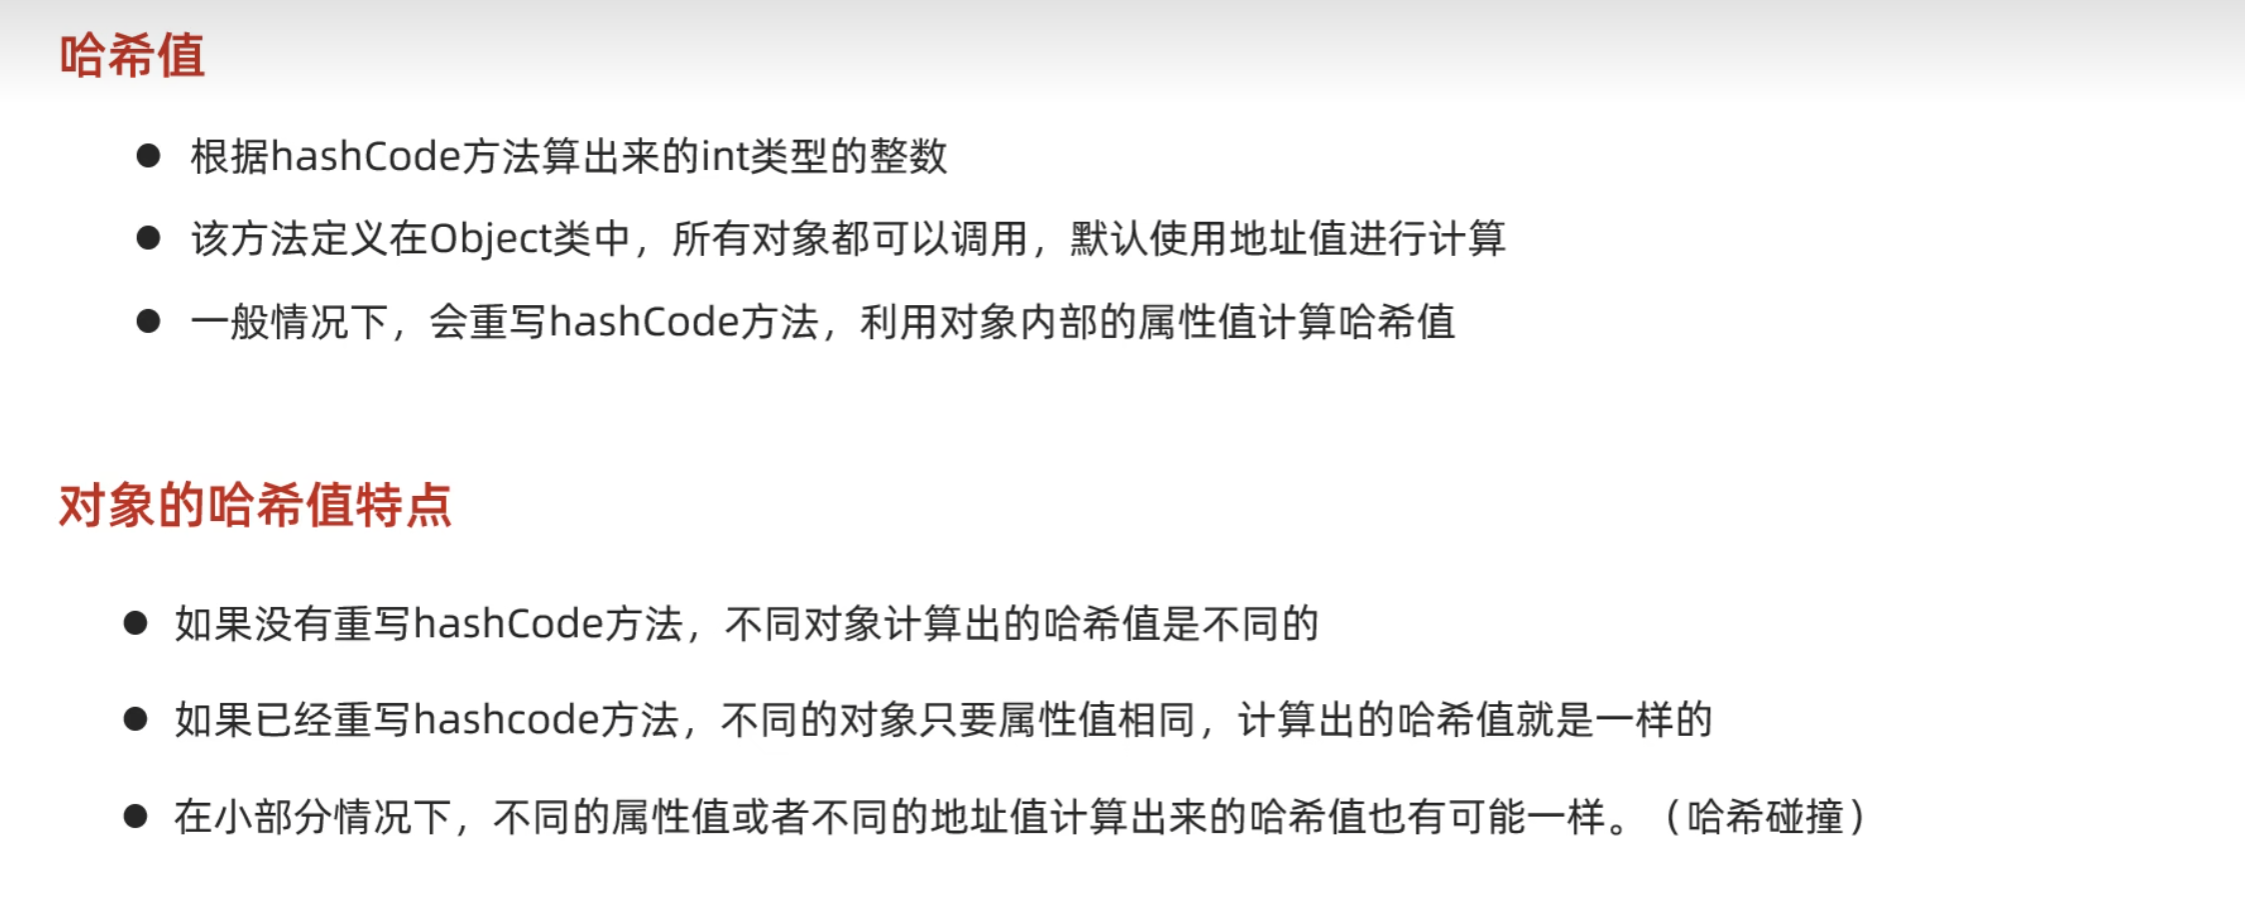 哈希值
● 根据hashCode方法算出来的int类型的整数
● 该方法定义在Object类中，所有对象都可以调用，默认使用地址值进行计算
● 一般情况下，会重写hashCode方法，利用对象内部的属性值计算哈希值
对象的哈希值特点
● 如果没有重写hashCode方法，不同对象计算出的哈希值是不同的
● 如果已经重写hashcode方法，不同的对象只要属性值相同，计算出的哈希值就是一样的
● 在小部分情况下，不同的属性值或者不同的地址值计算出来的哈希值也有可能一样。（哈希碰撞）